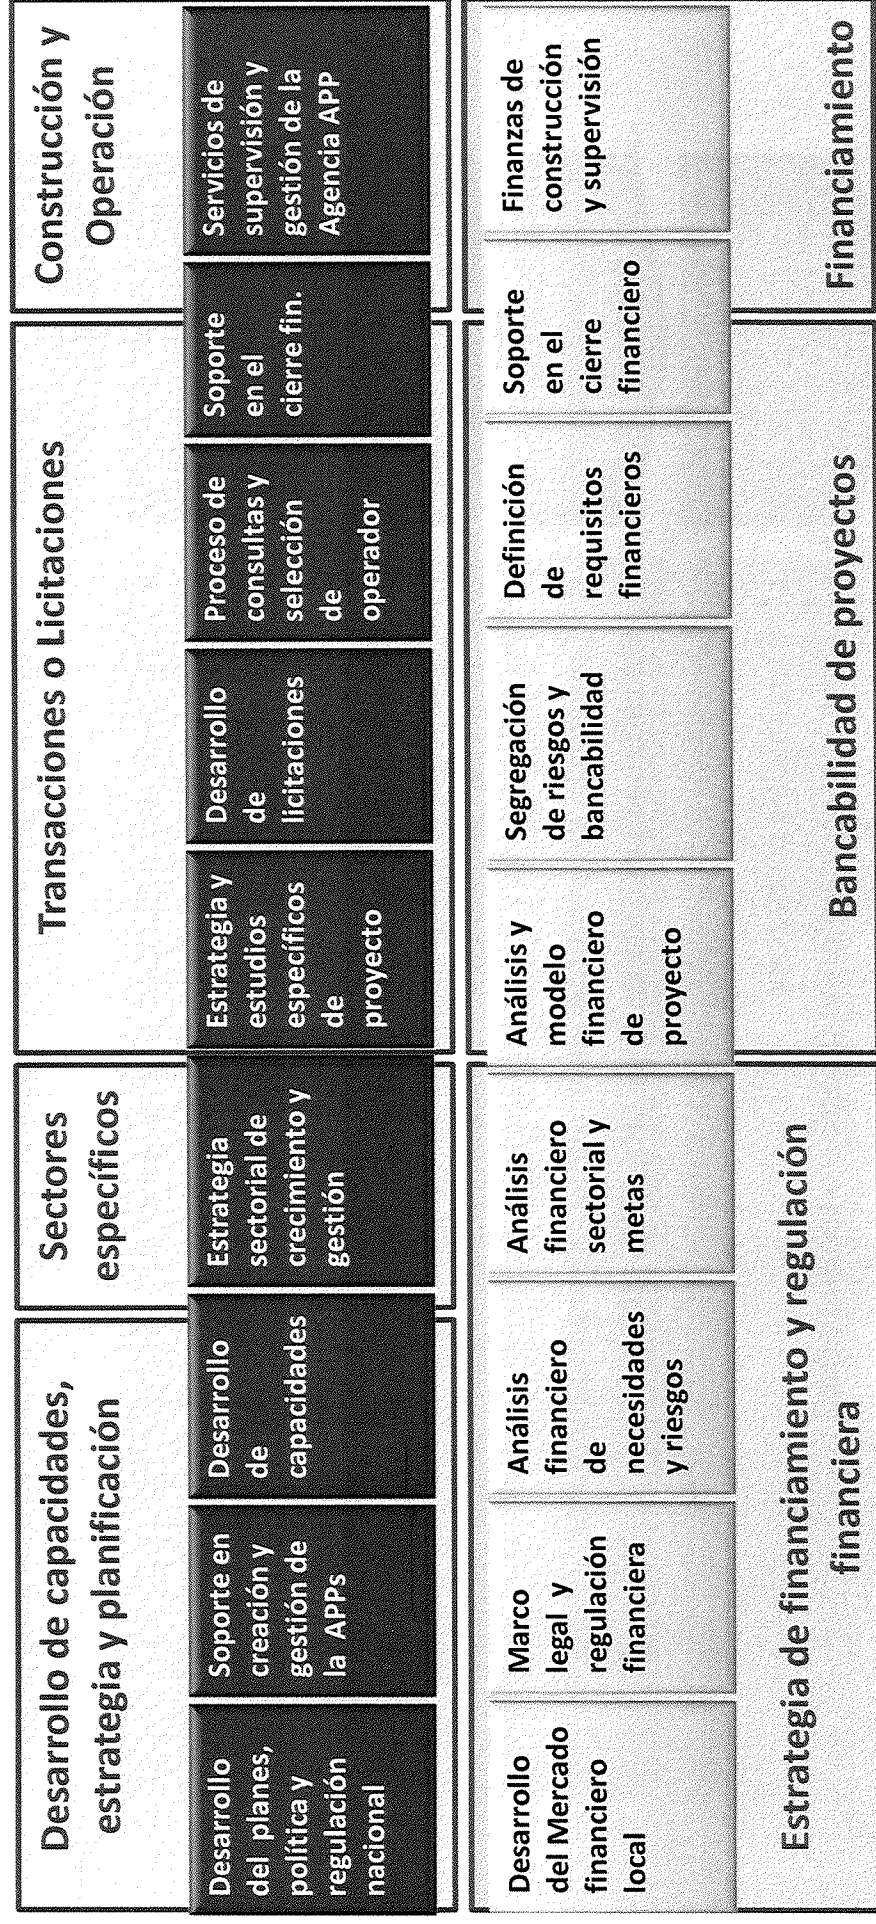 Desarrollo de capacidades,
estrategia y planificación
Sectores
específicos
Transacciones o Licitaciones
Construcción y
Operación
Desarrollo
del planes,
política y
regulación
nacional
Soporte en
creación y
gestión de
la APPs
Desarrollo
de
capacidades
Estrategia
sectorial de
crecimiento y
gestión
Estrategia y
estudios
específicos
de
proyecto
Desarrollo
de
licitaciones
Proceso de
consultas y
selección
de
operador
Soporte
en el
cierre fin.
Servicios de
supervisión y
gestión de la
Agencia APP
Desarrollo
del Mercado
financiero
local
Marco
legal y
regulación
financiera
Análisis
financiero
de
necesidades
y riesgos
Análisis
financiero
sectorial y
metas
Análisis y
modelo
financiero
de
proyecto
Segregación
de riesgos y
bancabilidad
Definición
de
requisitos
financieros
Soporte
en el
cierre
financiero
Finanzas de
construcción
y supervisión
Estrategia de financiamiento y regulación
financiera
Bancabilidad de proyectos
Financiamiento